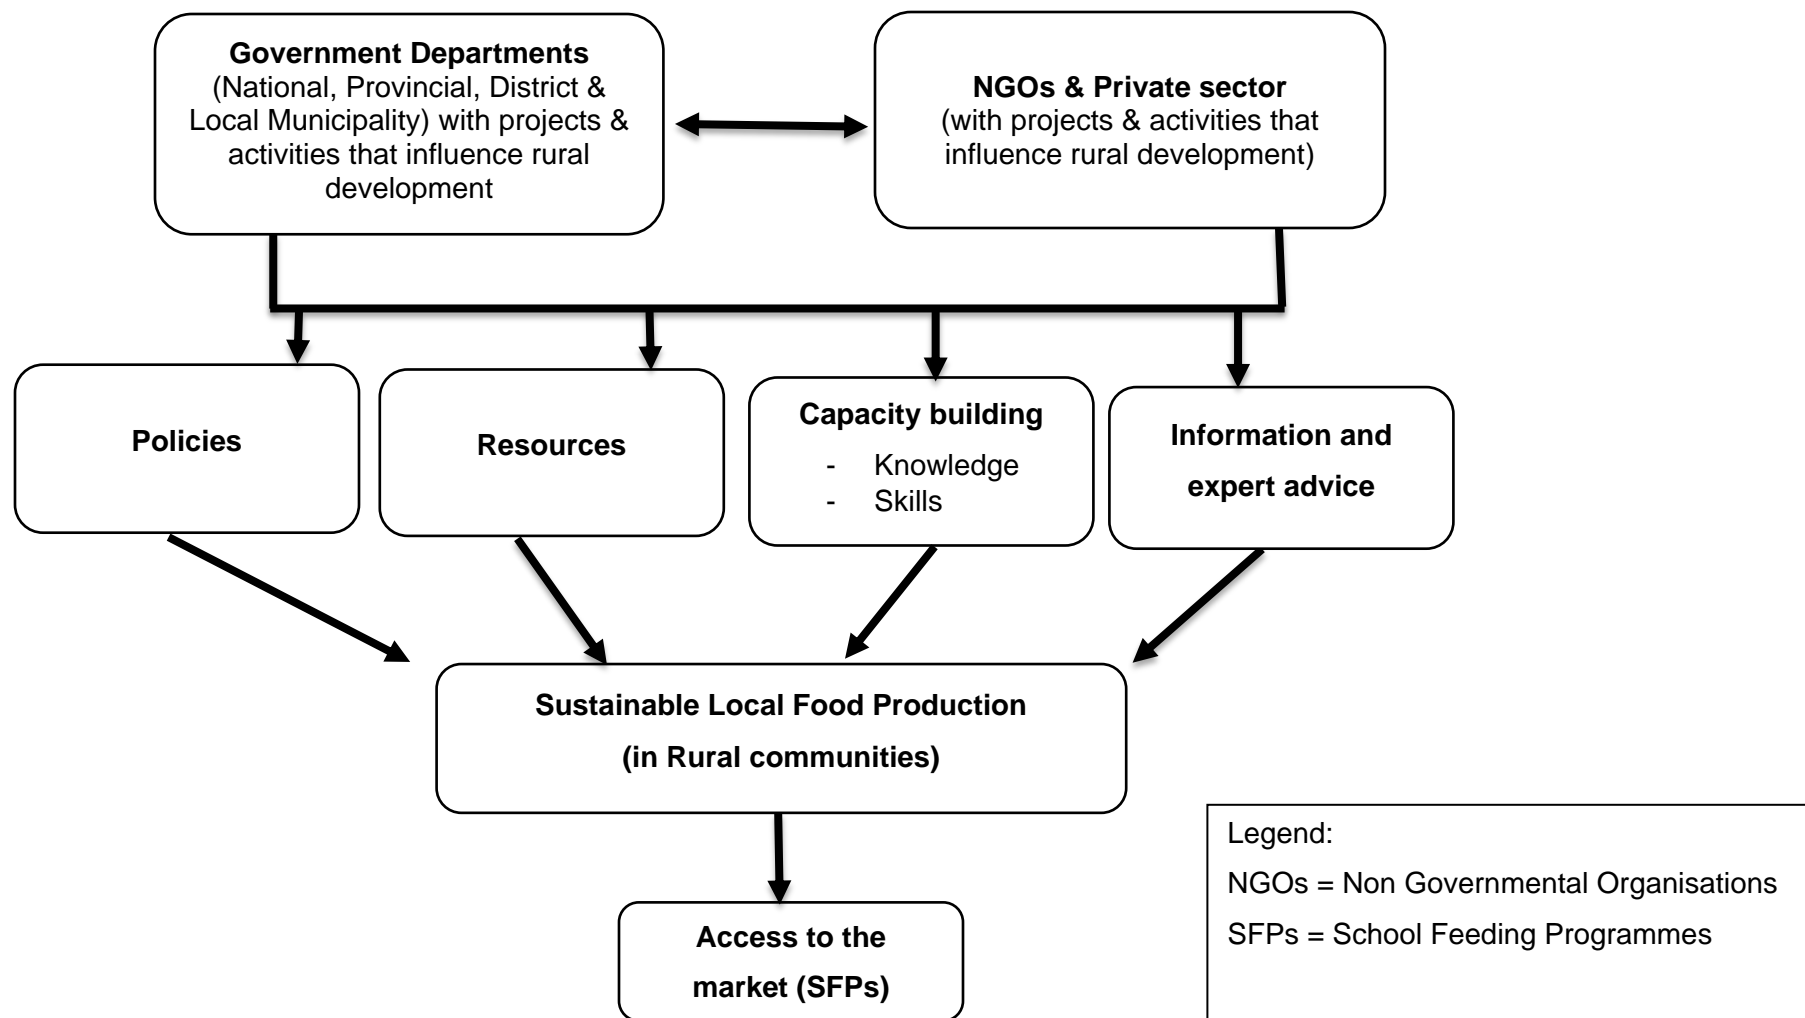 Government Departments
(National, Provincial, District &
Local Municipality) with projects &
activities that influence rural
development
NGOs & Private sector
(with projects & activities that
influence rural development)
Policies
Resources
Capacity building
- Knowledge
- Skills
Information and
expert advice
Sustainable Local Food Production
(in Rural communities)
Access to the
market (SFPs)
Legend:
NGOs = Non Governmental Organisations
SFPs = School Feeding Programmes